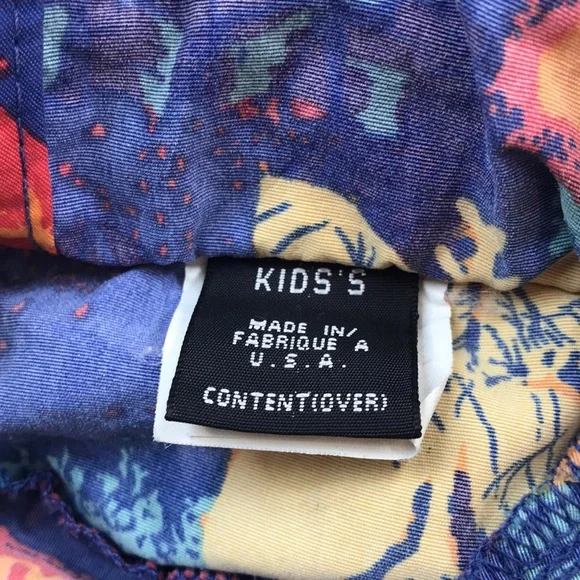 KIDS'S
MADE IN/
FABRIQUE A
U.S.A.
CONTENT(OVER)